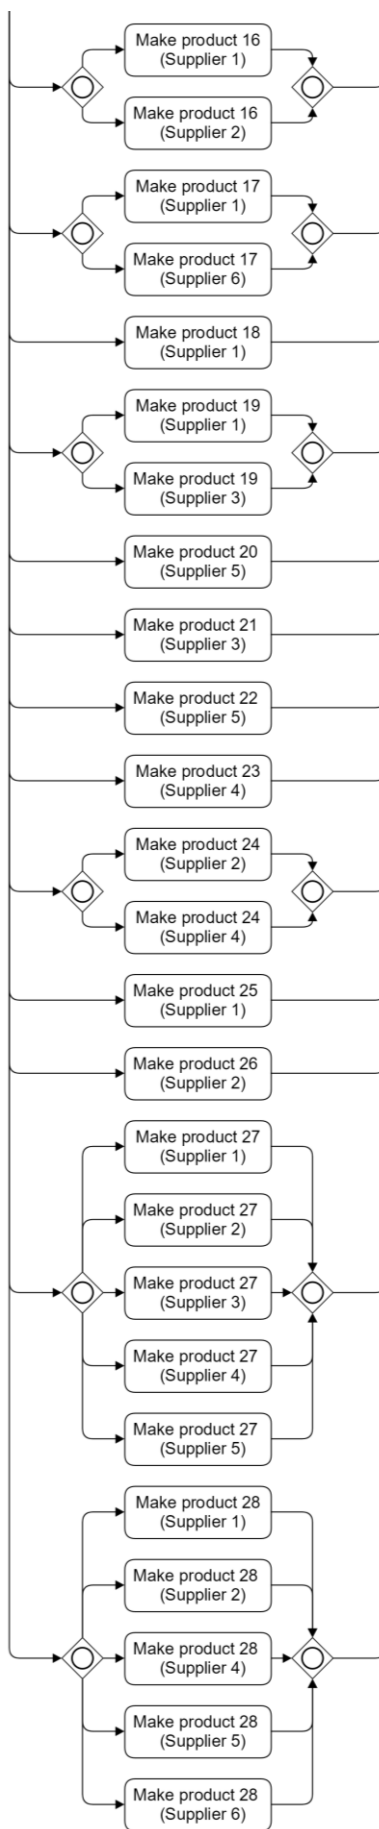 Make product 16
(Supplier 1)
Make product 16
(Supplier 2)
Make product 17
(Supplier 1)
Make product 17
(Supplier 6)
Make product 18
(Supplier 1)
Make product 19
(Supplier 1)
Make product 19
(Supplier 3)
Make product 20
(Supplier 5)
Make product 21
(Supplier 3)
Make product 22
(Supplier 5)
Make product 23
(Supplier 4)
Make product 24
(Supplier 2)
Make product 24
(Supplier 4)
Make product 25
(Supplier 1)
Make product 26
(Supplier 2)
Make product 27
(Supplier 1)
Make product 27
(Supplier 2)
Make product 27
(Supplier 3)
Make product 27
(Supplier 4)
Make product 27
(Supplier 5)
Make product 28
(Supplier 1)
Make product 28
(Supplier 2)
Make product 28
(Supplier 4)
Make product 28
(Supplier 5)
Make product 28
(Supplier 6)